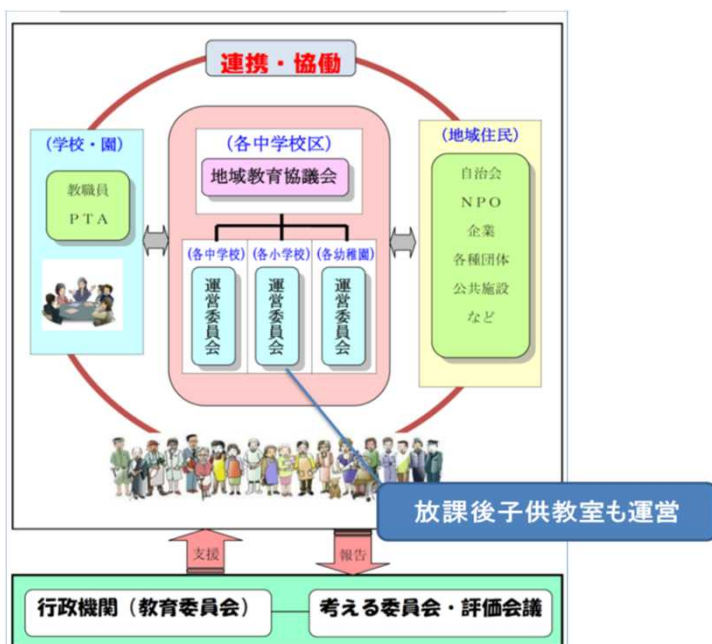 連携・協働
(学校・園)
教職員
PTA
(各中学校区)
地域教育協議会
(各中学校)
運営委員会
(各小学校)
運営委員会
(各幼稚園)
運営委員会
(地域住民)
自治会
NPO
企業
各種団体
公共施設
など
放課後子供教室も運営
支援
報告
行政機関(教育委員会)
考える委員会・評価会議